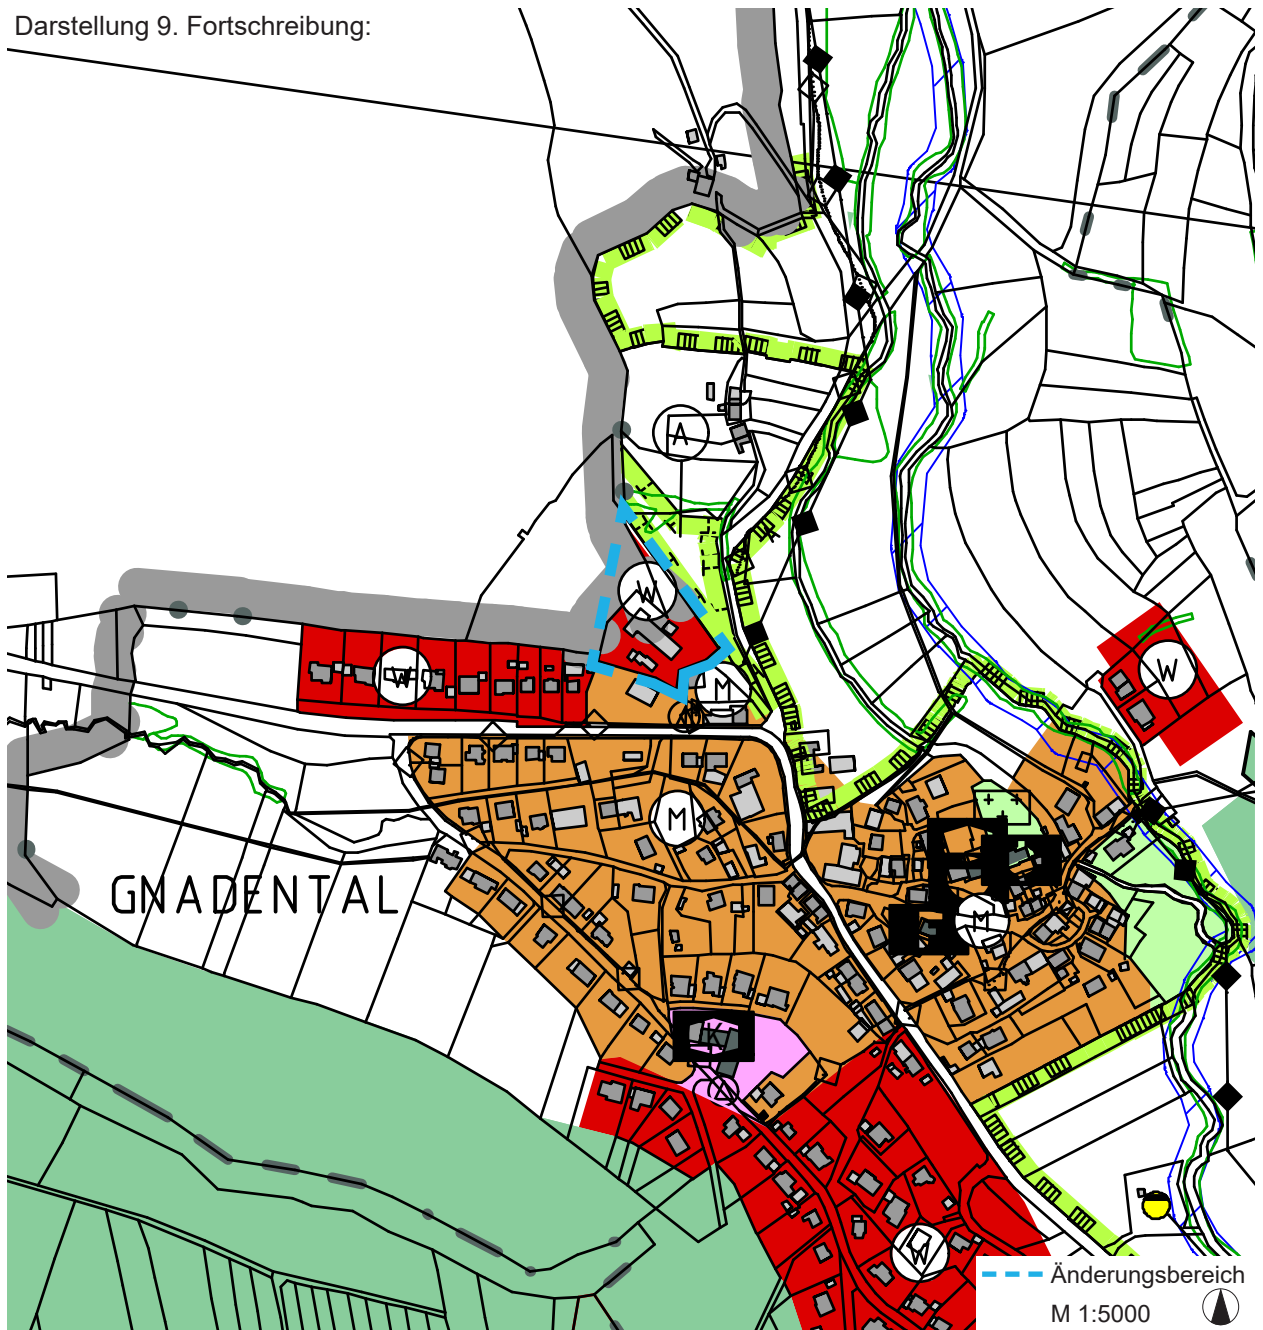 Darstellung 9. Fortschreibung:
A
W
W
W
M
M
M
GNADENTAL
K
W
Änderungsbereich
M 1:5000